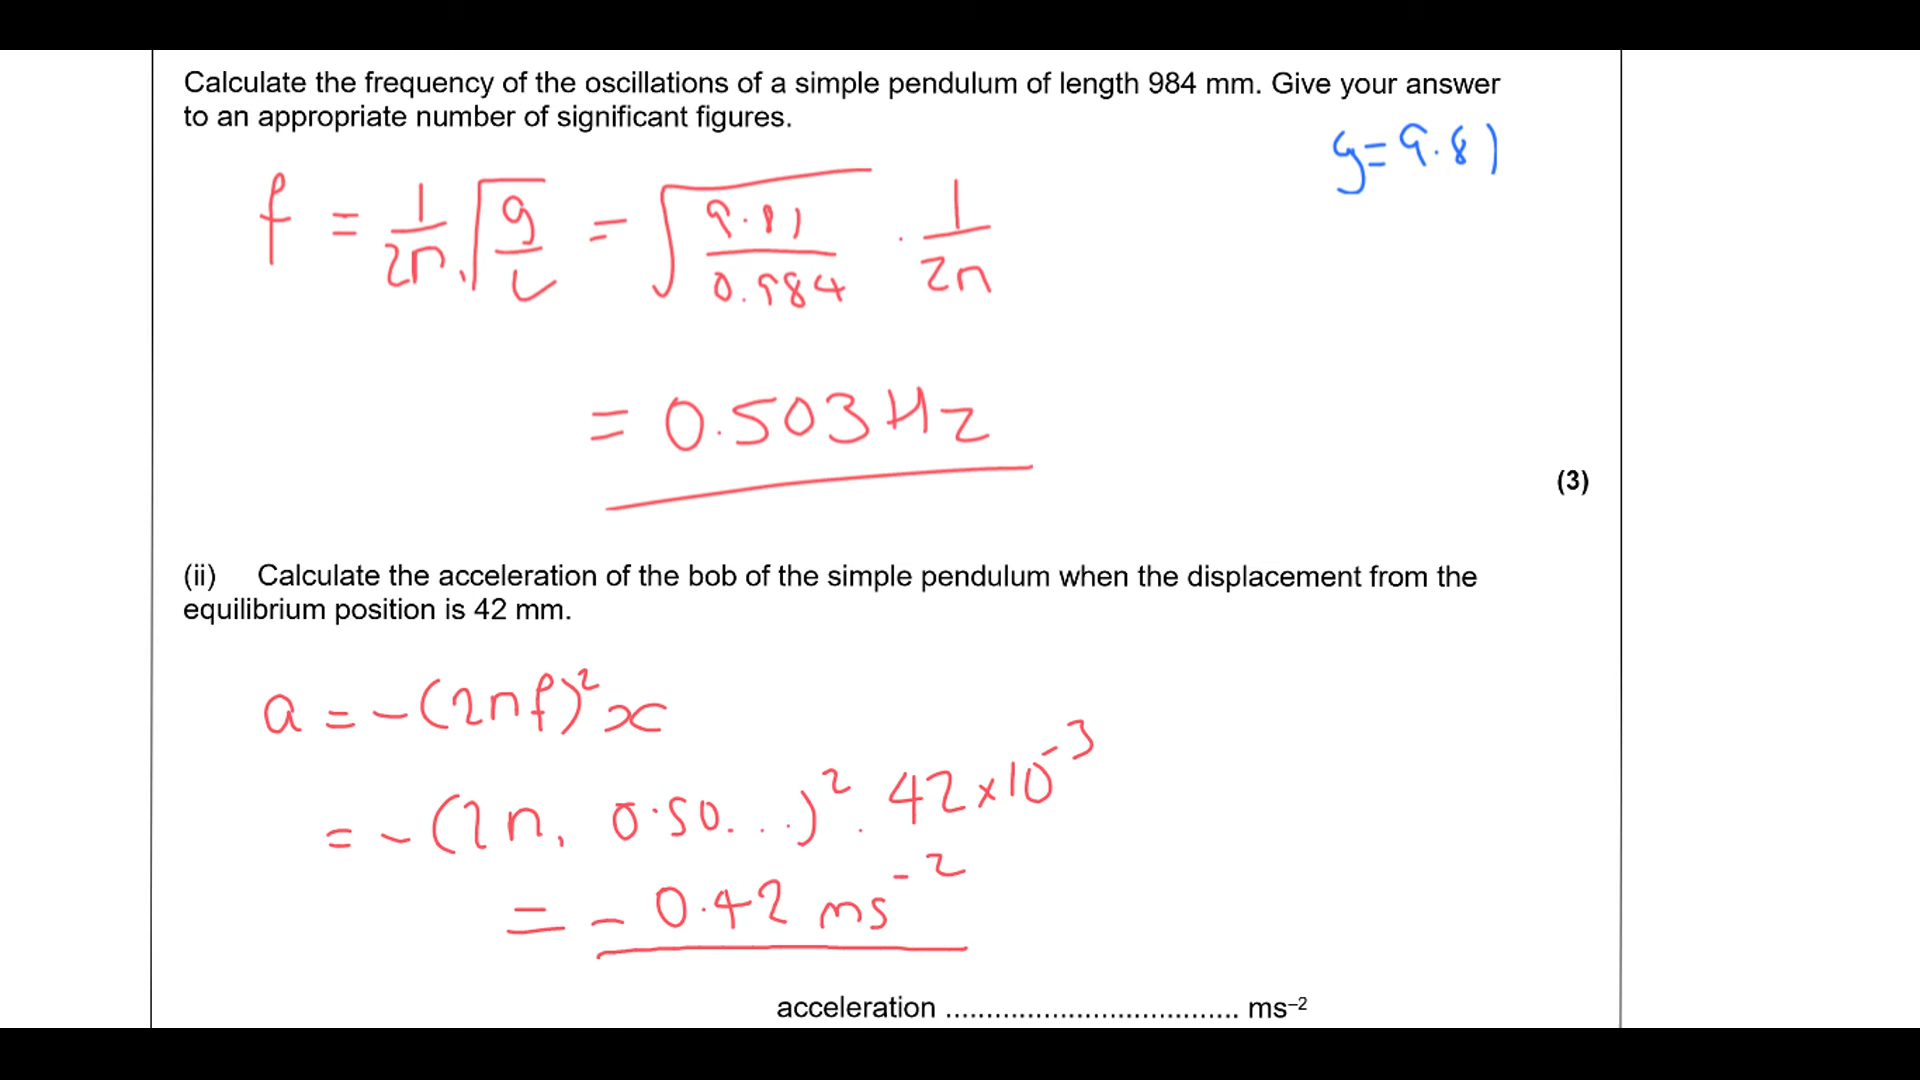 Calculate the frequency of the oscillations of a simple pendulum of length 984 mm. Give your answer
to an appropriate number of significant figures.
g = 9.81
f = 1/2π · √(g/L) = √(9.81/0.984) · 1/2π
= 0.503 Hz
(3)
(ii) Calculate the acceleration of the bob of the simple pendulum when the displacement from the
equilibrium position is 42 mm.
a = -(2πf)²x
= -(2π · 0.50...)² · 42×10⁻³
= -0.42 ms⁻²
acceleration .................................... ms⁻²